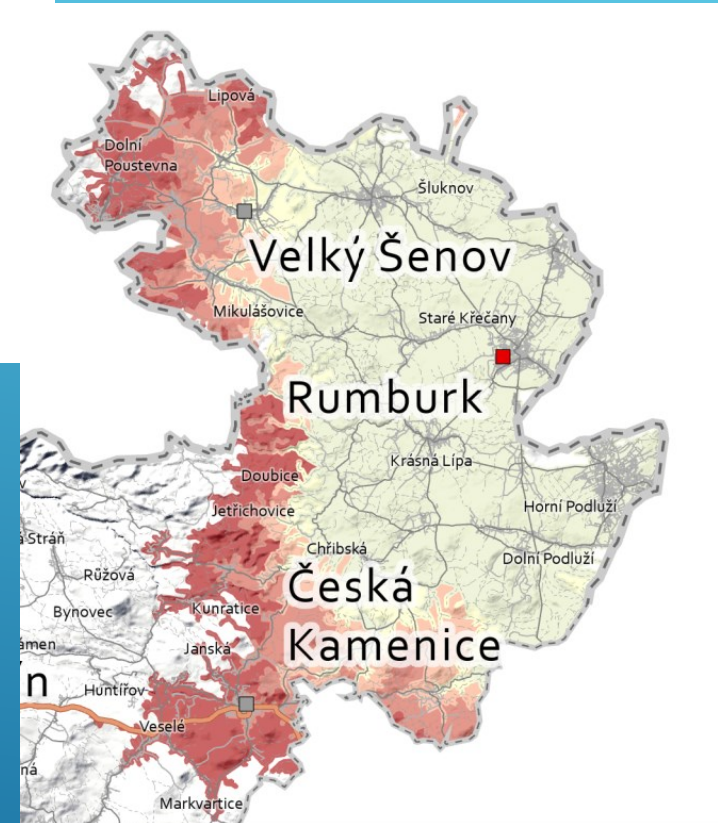 Lipová
Dolní
Poustevna
Šluknov
Velký Šenov
Mikulášovice
Staré Křečany
Rumburk
Krásná Lípa
Doubice
Jetřichovice
Horní Podluží
Stráň
Chřibská
Dolní Podluží
Růžová
Česká
Kunratice
Bynovec
Kamenice
Janská
Huntířov
Veselé
Markvartice